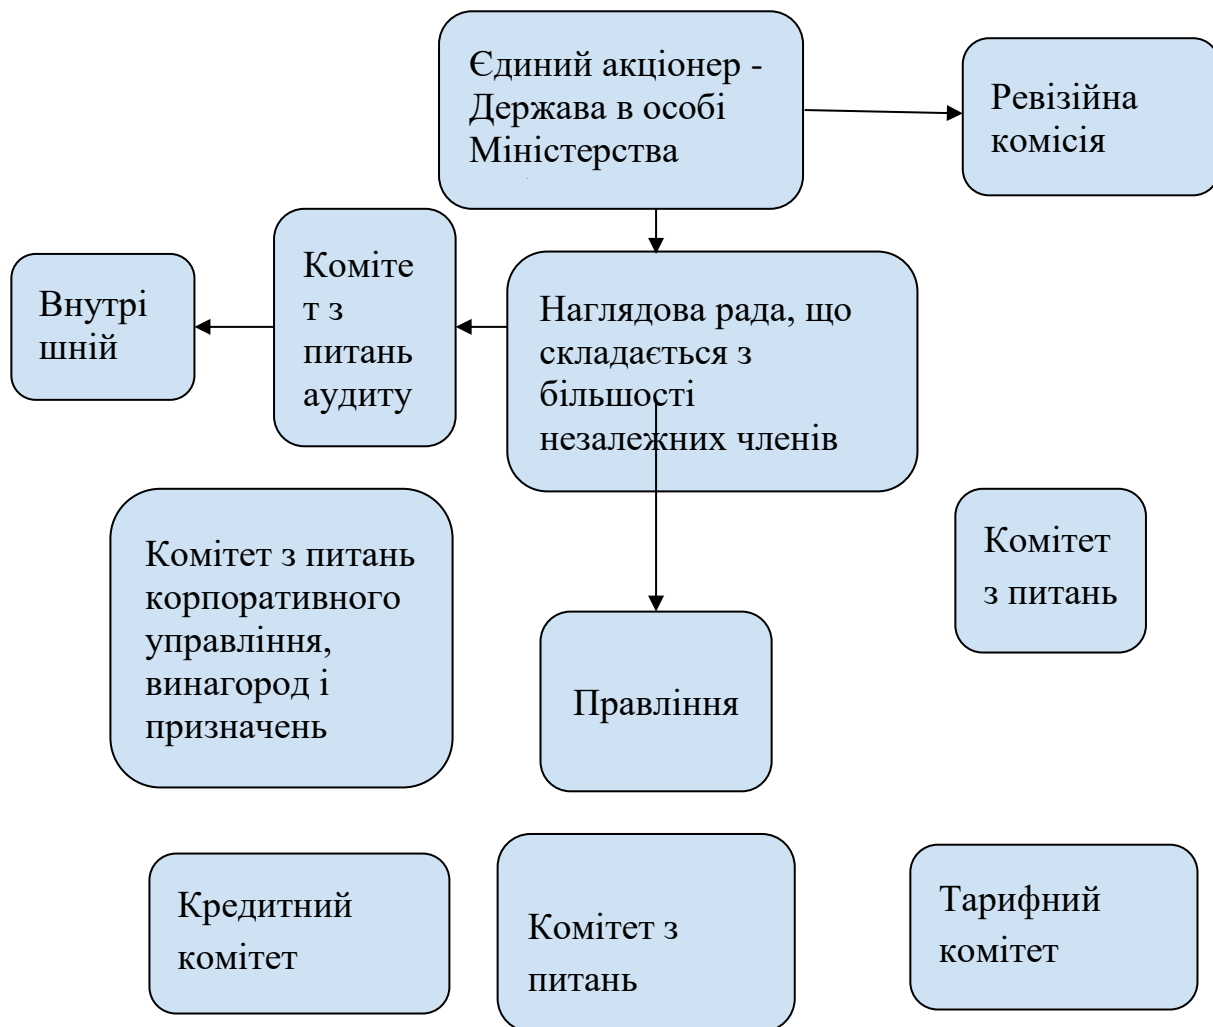 Єдиний акціонер -
Держава в особі
Міністерства
Ревізійна
комісія
Коміте
т з
питань
аудиту
Внутрі
шній
Наглядова рада, що
складається з
більшості
незалежних членів
Комітет з питань
корпоративного
управління,
винагород і
призначень
Комітет
з питань
Правління
Кредитний
комітет
Комітет з
питань
Тарифний
комітет